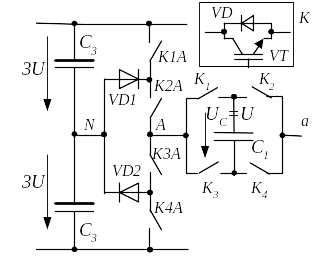 VD
K
VT
C3
K1A
3U
K2A
K1
K2
VD1
UC = U
N
A
a
K3A
C1
VD2
3U
K3
K4
K4A
C3